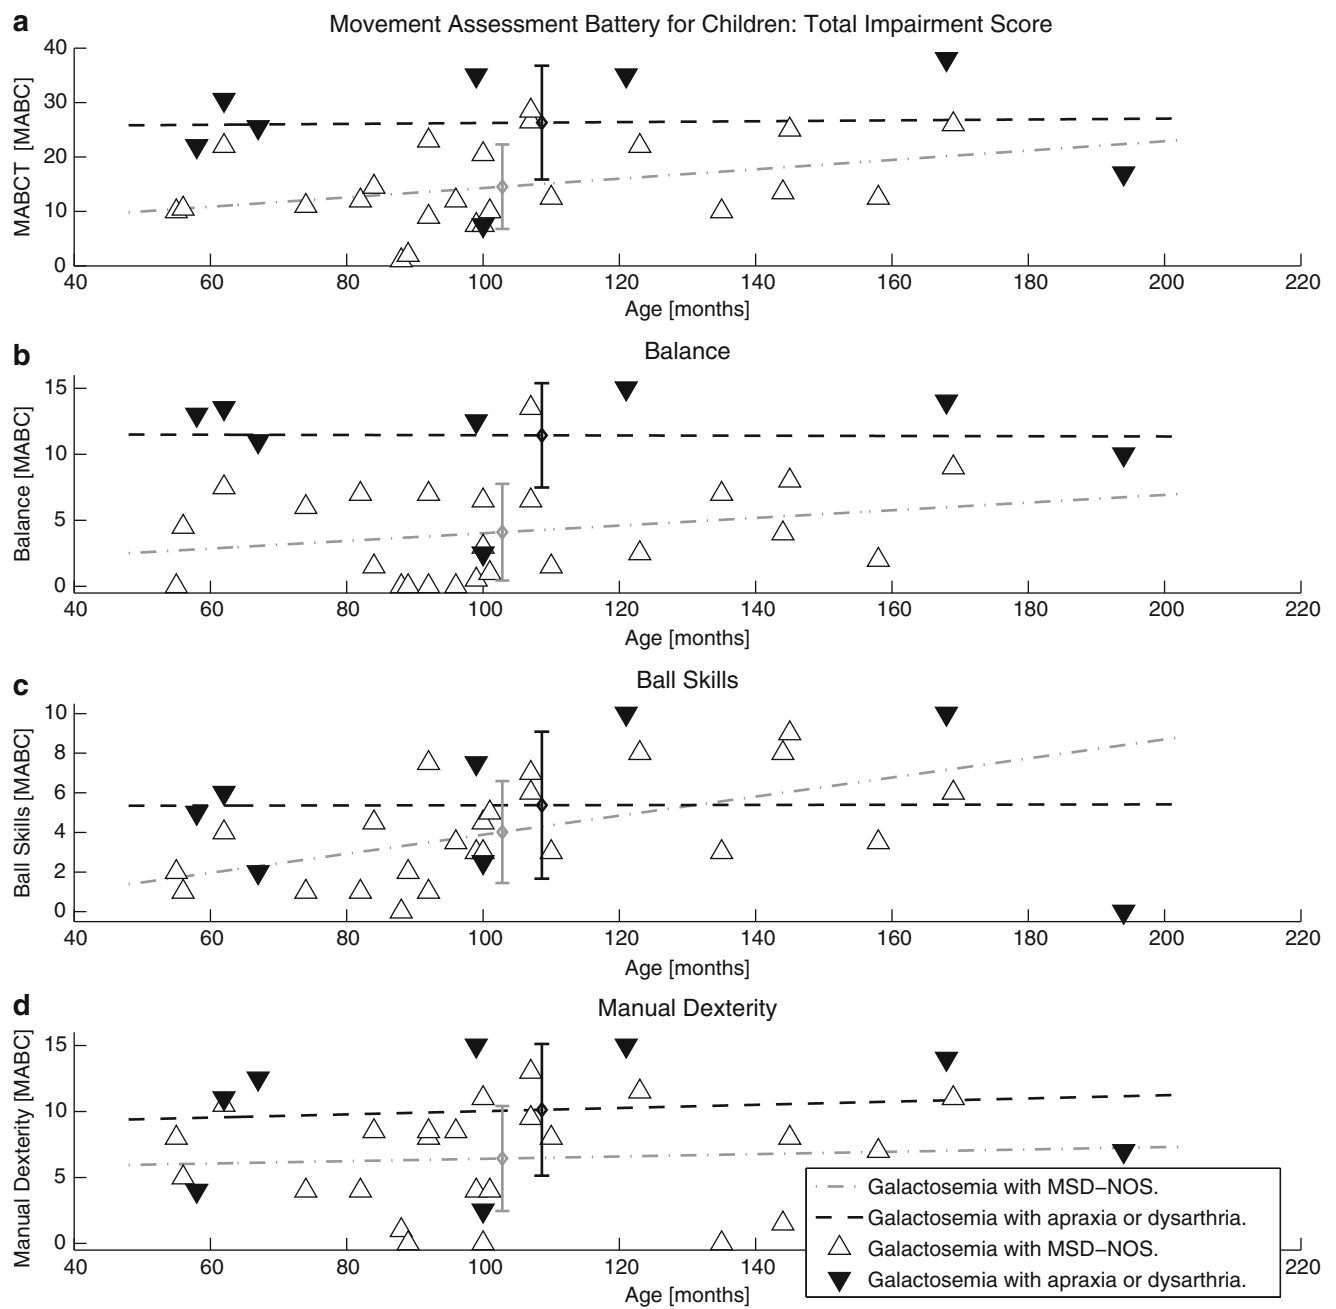 a
Movement Assessment Battery for Children: Total Impairment Score
MABCT [MABC]
40
30
20
10
0
40 60 80 100 120 140 160 180 200 220
Age [months]
b
Balance
Balance [MABC]
15
10
5
0
40 60 80 100 120 140 160 180 200 220
Age [months]
c
Ball Skills
Ball Skills [MABC]
10
8
6
4
2
0
40 60 80 100 120 140 160 180 200 220
Age [months]
d
Manual Dexterity
Manual Dexterity [MABC]
15
10
5
0
40 60 80 100 120 140 220
Age [months]
Galactosemia with MSD–NOS.
Galactosemia with apraxia or dysarthria.
Galactosemia with MSD–NOS.
Galactosemia with apraxia or dysarthria.